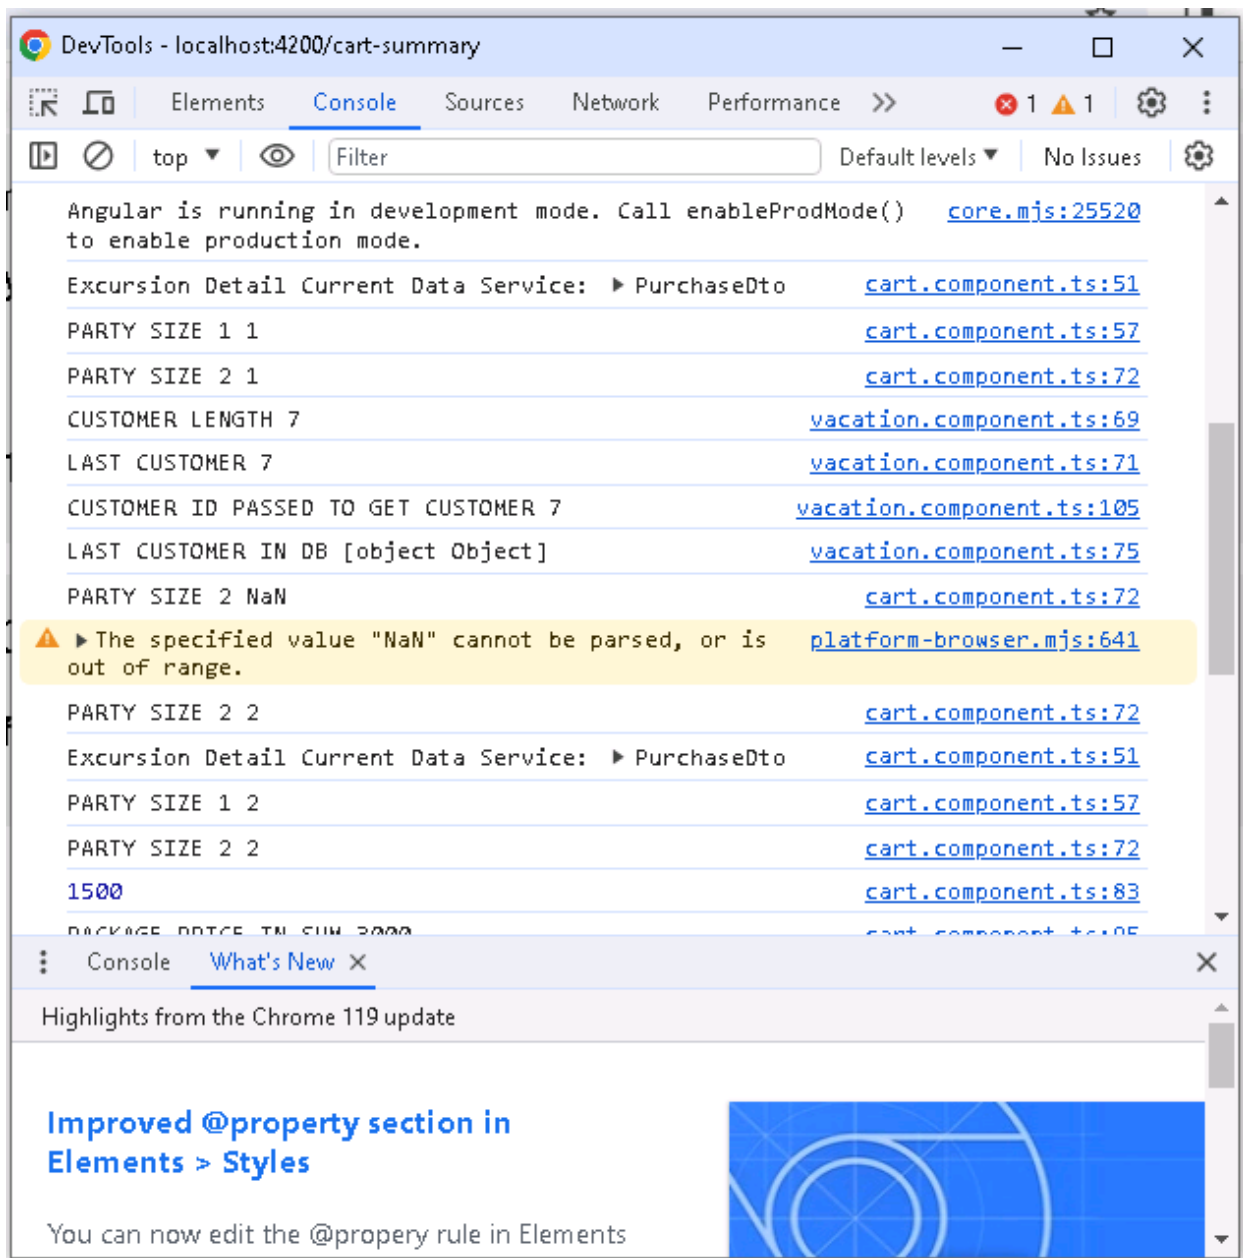 DevTools - localhost:4200/cart-summary
Elements Console Sources Network Performance 1 1
top Filter Default levels No Issues
Angular is running in development mode. Call enableProdMode() core.mjs:25520
to enable production mode.
Excursion Detail Current Data Service: PurchaseDto cart.component.ts:51
PARTY SIZE 1 1 cart.component.ts:57
PARTY SIZE 2 1 cart.component.ts:72
CUSTOMER LENGTH 7 vacation.component.ts:69
LAST CUSTOMER 7 vacation.component.ts:71
CUSTOMER ID PASSED TO GET CUSTOMER 7 vacation.component.ts:105
LAST CUSTOMER IN DB [object Object] vacation.component.ts:75
PARTY SIZE 2 NaN cart.component.ts:72
The specified value "NaN" cannot be parsed, or is platform-browser.mjs:641
out of range.
PARTY SIZE 2 2 cart.component.ts:72
Excursion Detail Current Data Service: PurchaseDto cart.component.ts:51
PARTY SIZE 1 2 cart.component.ts:57
PARTY SIZE 2 2 cart.component.ts:72
1500 cart.component.ts:83
PACKAGE PRICE IN SUM 3000
Console What's New
Highlights from the Chrome 119 update
Improved @property section in
Elements > Styles
You can now edit the @propery rule in Elements